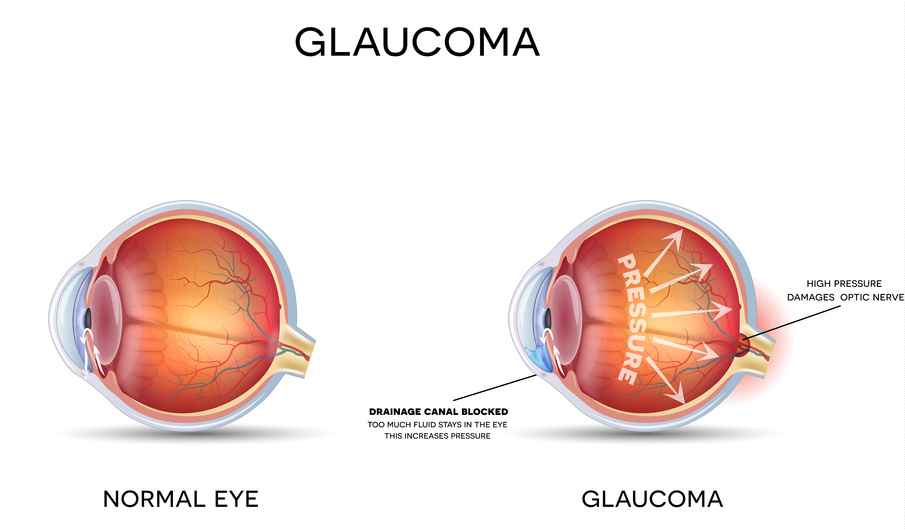 GLAUCOMA
PRESSURE
HIGH PRESSURE
DAMAGES OPTIC NERVE
DRAINAGE CANAL BLOCKED
TOO MUCH FLUID STAYS IN THE EYE
THIS INCREASES PRESSURE
NORMAL EYE
GLAUCOMA